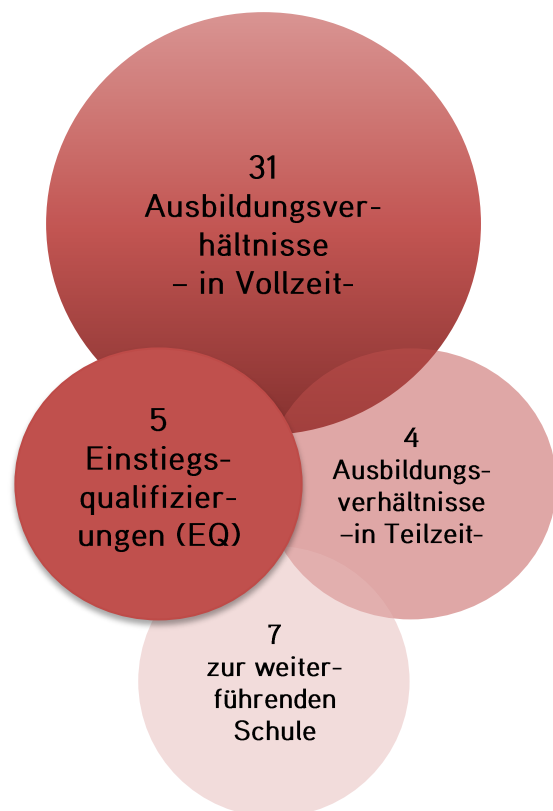 31
Ausbildungsver-
hältnisse
– in Vollzeit-
5
Einstiegs-
qualifizier-
ungen (EQ)
4
Ausbildungs-
verhältnisse
–in Teilzeit-
7
zur weiter-
führenden
Schule